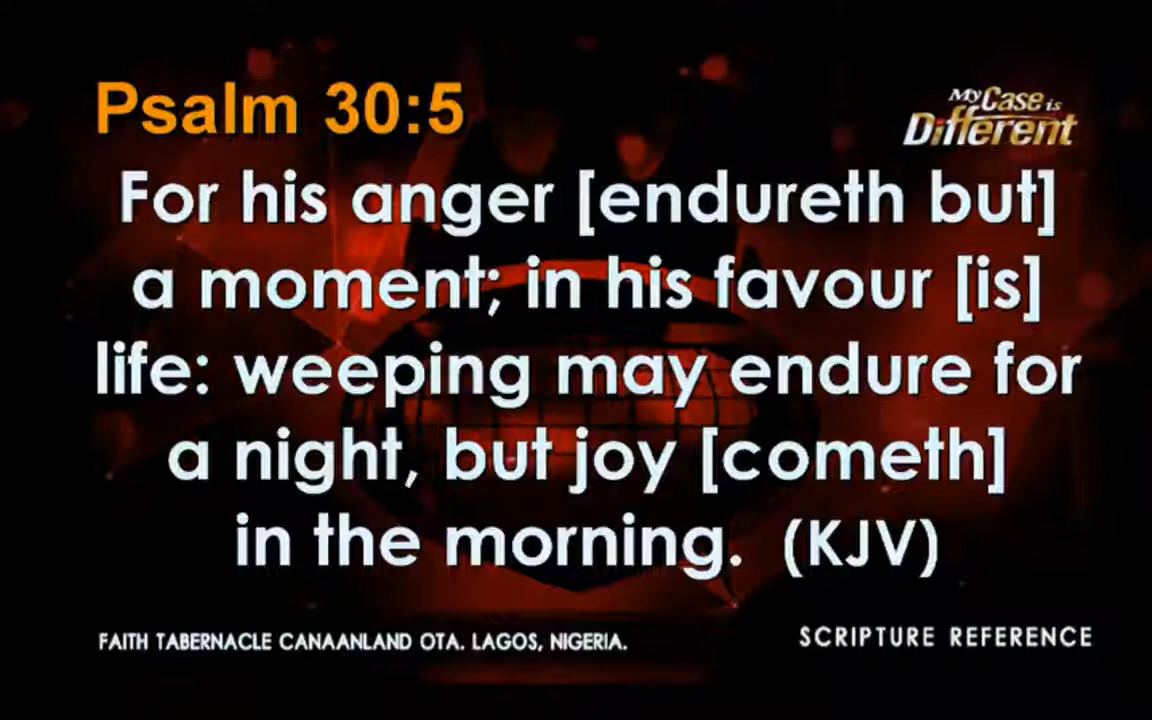 Psalm 30:5
My Case is
Different
For his anger [endureth but]
a moment; in his favour [is]
life: weeping may endure for
a night, but joy [cometh]
in the morning. (KJV)
FAITH TABERNACLE CANAANLAND OTA. LAGOS, NIGERIA.
SCRIPTURE REFERENCE